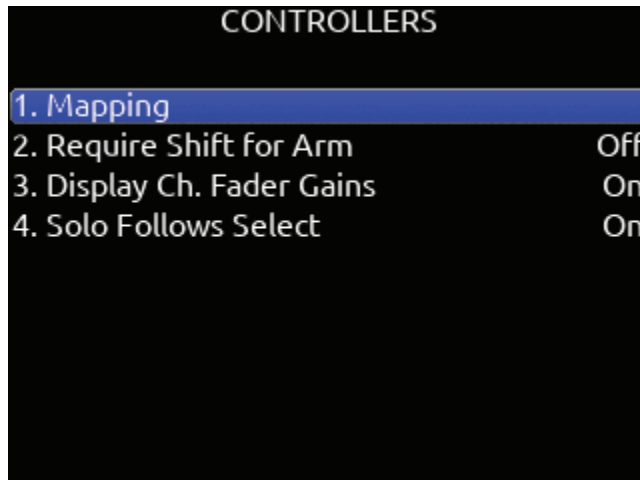 CONTROLLERS
1. Mapping
2. Require Shift for Arm Off
3. Display Ch. Fader Gains On
4. Solo Follows Select On